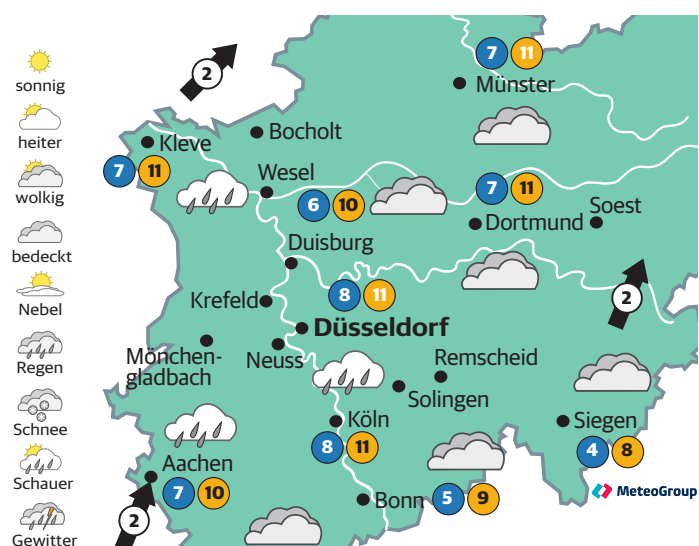 sonnig
heiter
wolkig
bedeckt
Nebel
Regen
Schnee
Schauer
Gewitter
2
7 11
Münster
Bocholt
Kleve
7 11
Wesel
6 10
7 11
Dortmund
Soest
Duisburg
8 11
2
Krefeld
Düsseldorf
Mönchen-
gladbach
Neuss
Remscheid
Solingen
Köln
8 11
Siegen
4 8
Aachen
7 10
2
Bonn
5 9
MeteoGroup